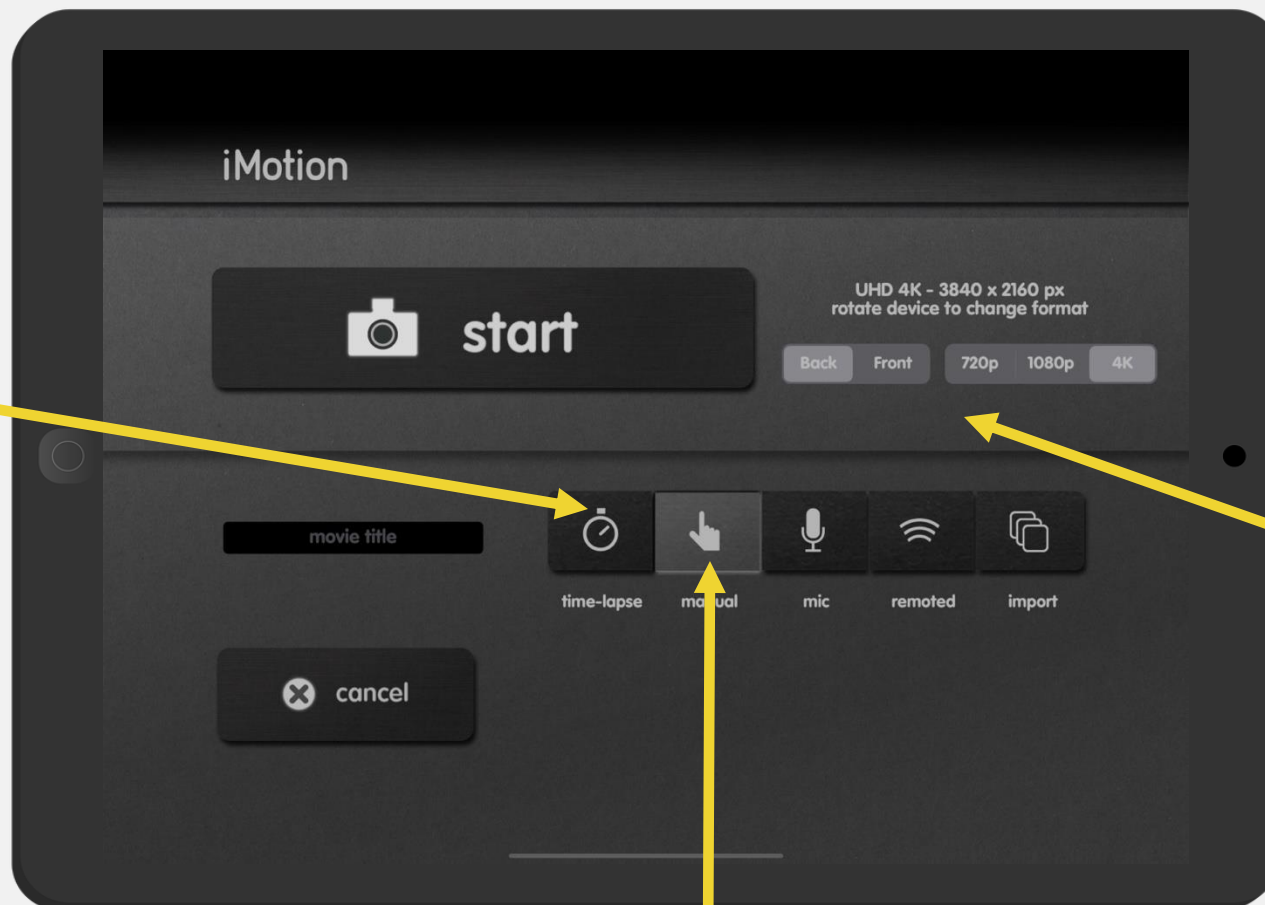 iMotion
start
UHD 4K - 3840 x 2160 px
rotate device to change format
Back Front 720p 1080p 4K
movie title
time-lapse manual mic remoted import
cancel